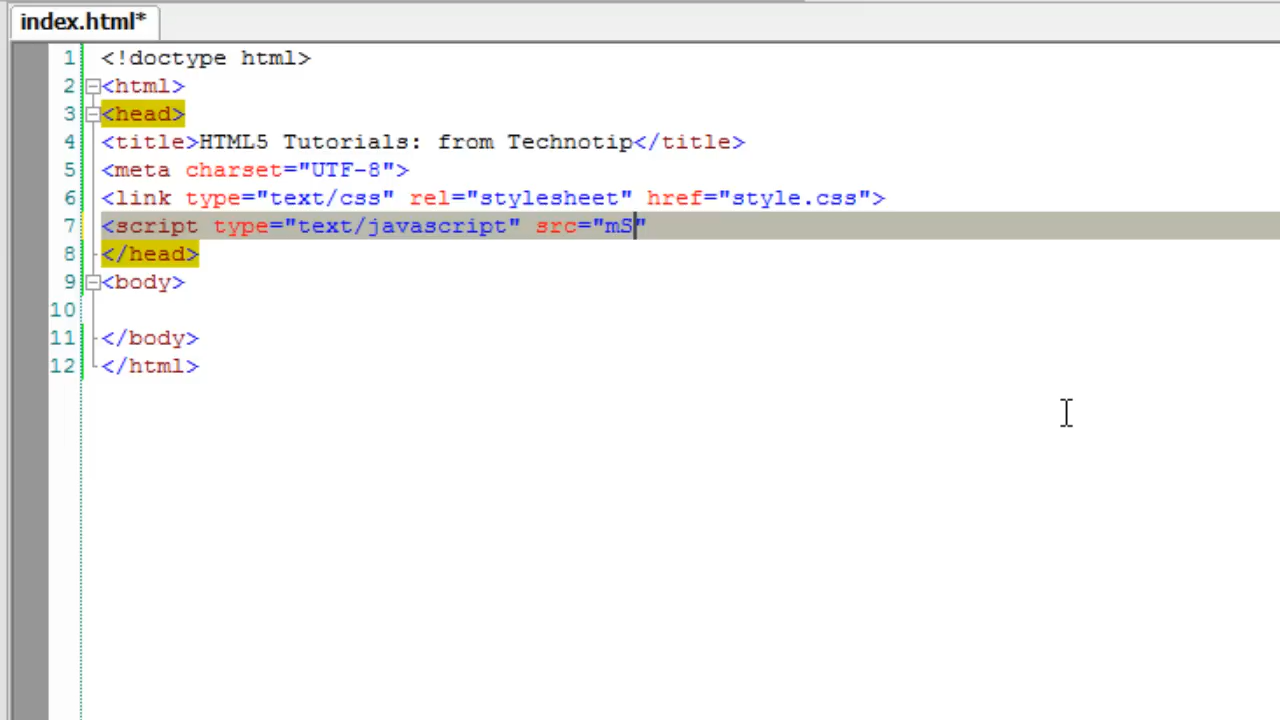 index.html*
1 <!doctype html>
2 <html>
3 <head>
4 <title>HTML5 Tutorials: from Technotip</title>
5 <meta charset="UTF-8">
6 <link type="text/css" rel="stylesheet" href="style.css">
7 <script type="text/javascript" src="mS"
8 </head>
9 <body>
10
11 </body>
12 </html>